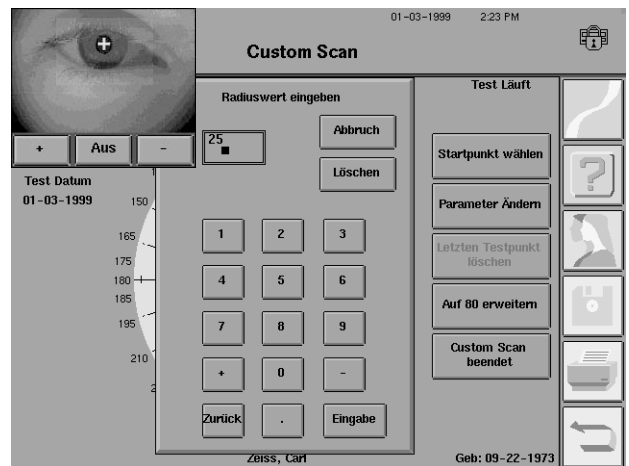 01-03-1999 2:23 PM
Custom Scan
+ Aus -
Test Datum
01-03-1999
Radiuswert eingeben
25
Abbruch
Löschen
1 2 3
4 5 6
7 8 9
+ 0 -
Zurück . Eingabe
150
165
175
180
185
195
210
Test Läuft
Startpunkt wählen
Parameter Ändern
Letzten Testpunkt
löschen
Auf 80 erweitern
Custom Scan
beendet
?
Zeiss, Carl
Geb: 09-22-1973